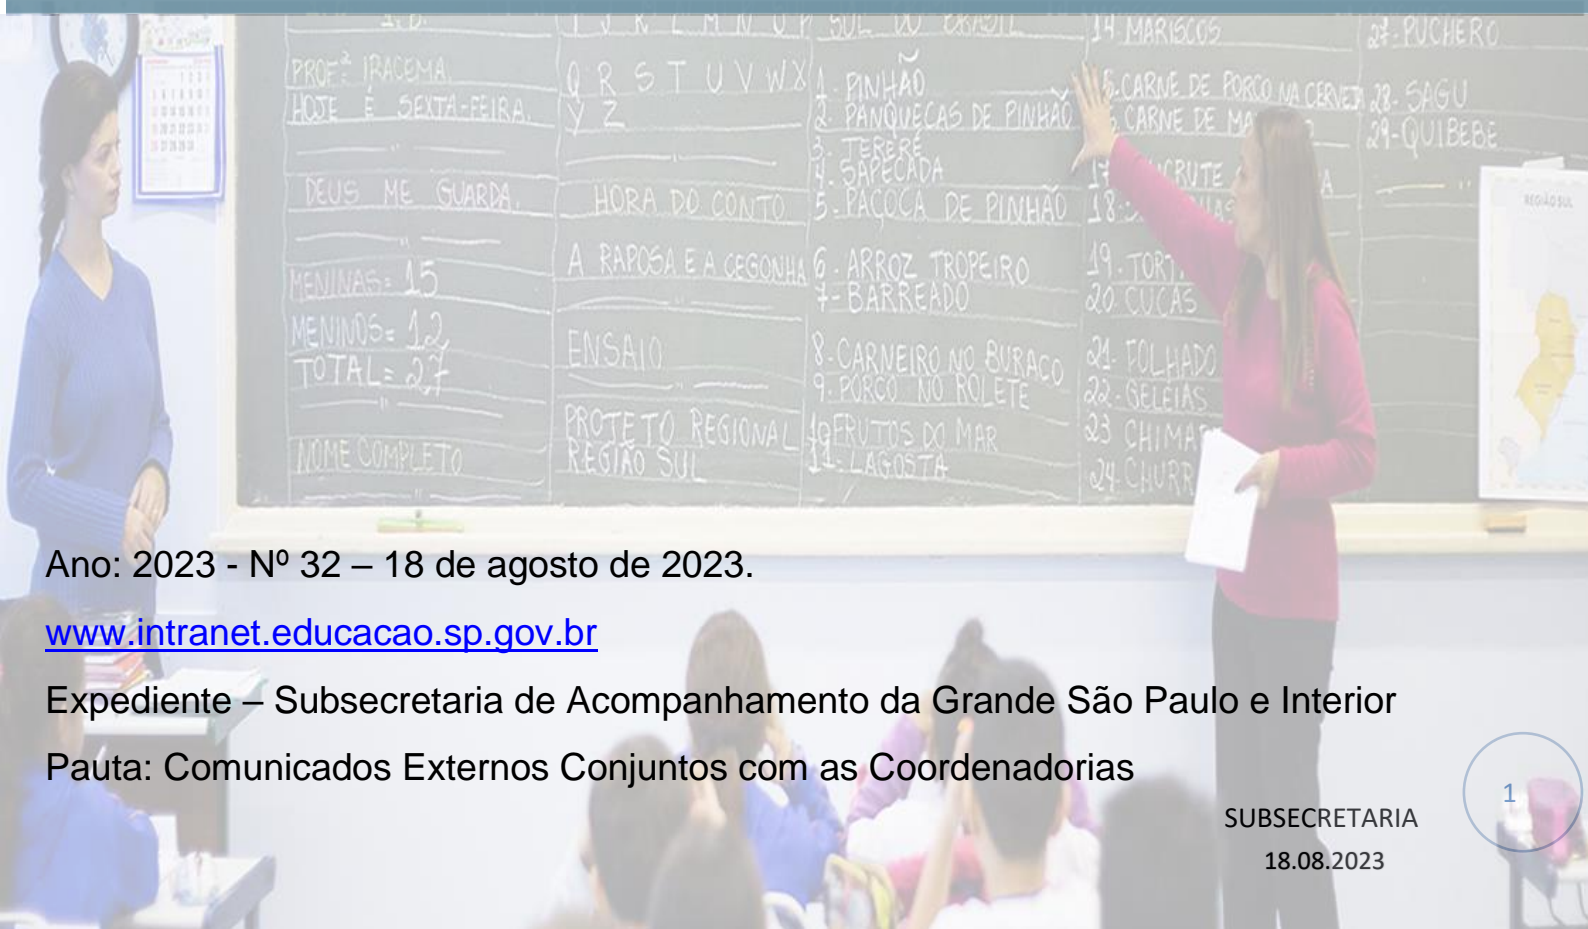 PROFª IRACEMA.
HOJE É SEXTA-FEIRA.
DEUS ME GUARDA.
MENINAS= 15
MENINOS= 12
TOTAL= 27
NOME COMPLETO
I J K L M N O P
Q R S T U V W X
Y Z
HORA DO CONTO
A RAPOSA E A CEGONHA
ENSAIO
PROJETO REGIONAL
REGIÃO SUL
SUL DO BRASIL
1- PINHÃO
2- PANQUECAS DE PINHÃO
3- TERERÉ
4- SAPECADA
5- PAÇOCA DE PINHÃO
6- ARROZ TROPEIRO
7- BARREADO
8- CARNEIRO NO BURACO
9- PORCO NO ROLETE
10- FRUTOS DO MAR
11- LAGOSTA
14 MARISCOS
CARNE DE PORCO NA CERVEJA
CARNE DE
19- TORT
20 CUCAS
21- FOLHADO
22- GELEIAS
23 CHIMA
24- CHURR
27- PUCHERO
28- SAGU
29- QUIBEBE
REGIÃO SUL
Ano: 2023 - Nº 32 – 18 de agosto de 2023.
www.intranet.educacao.sp.gov.br
Expediente – Subsecretaria de Acompanhamento da Grande São Paulo e Interior
Pauta: Comunicados Externos Conjuntos com as Coordenadorias
1
SUBSECRETARIA
18.08.2023